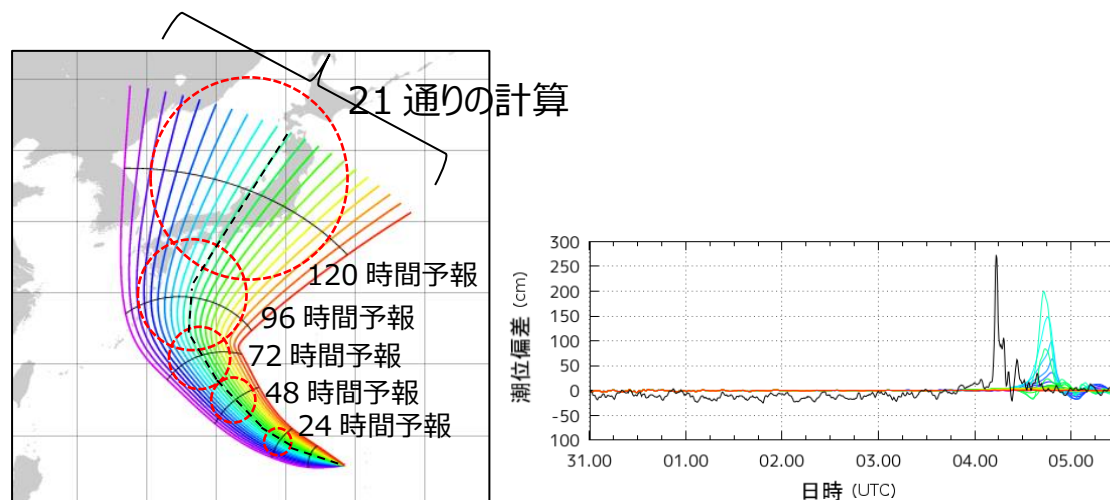 21 通りの計算
120 時間予報
96 時間予報
72 時間予報
48 時間予報
24 時間予報
潮位偏差 (cm)
300
250
200
150
100
50
0
-50
100
31.00 01.00 02.00 03.00 04.00 05.00
日時 (UTC)